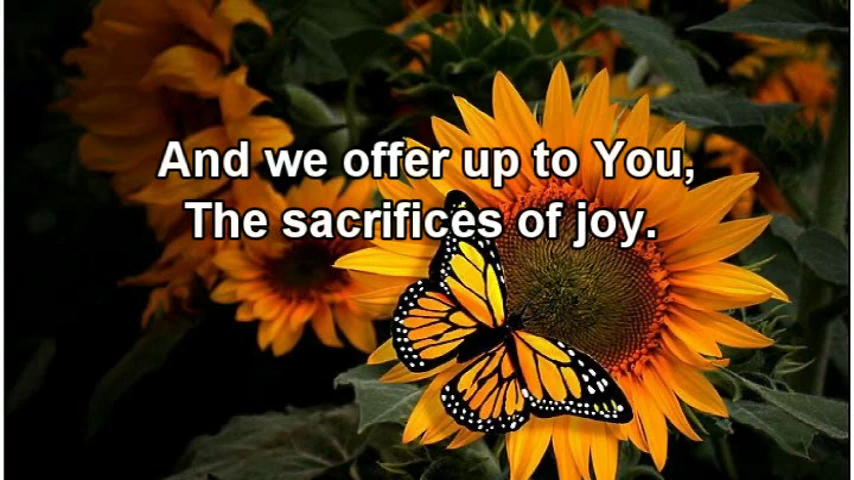 And we offer up to You,
The sacrifices of joy.